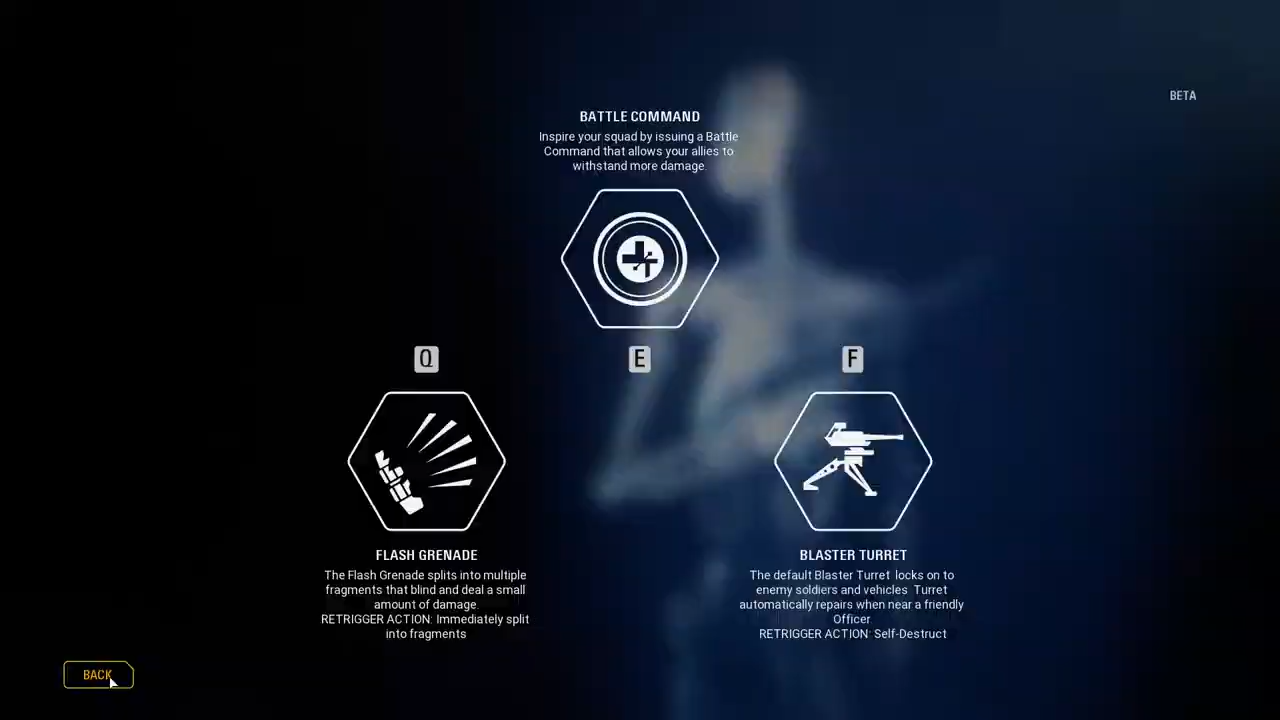 BETA
BATTLE COMMAND
Inspire your squad by issuing a Battle
Command that allows your allies to
withstand more damage.
Q
E
F
FLASH GRENADE
The Flash Grenade splits into multiple
fragments that blind and deal a small
amount of damage.
RETRIGGER ACTION: Immediately split
into fragments
BLASTER TURRET
The default Blaster Turret locks on to
enemy soldiers and vehicles Turret
automatically repairs when near a friendly
Officer
RETRIGGER ACTION: Self-Destruct
BACK